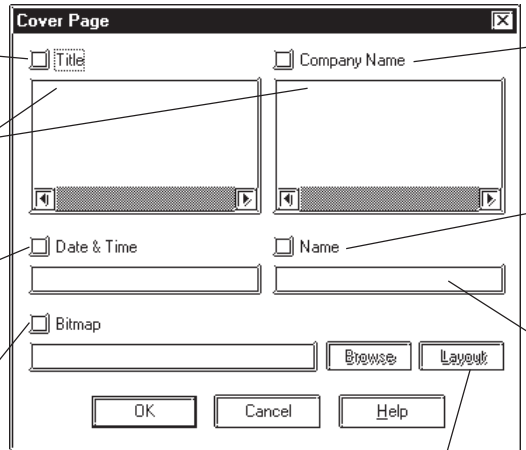 Cover Page
Title
Company Name
Date & Time
Name
Bitmap
Browse Layout
OK Cancel Help